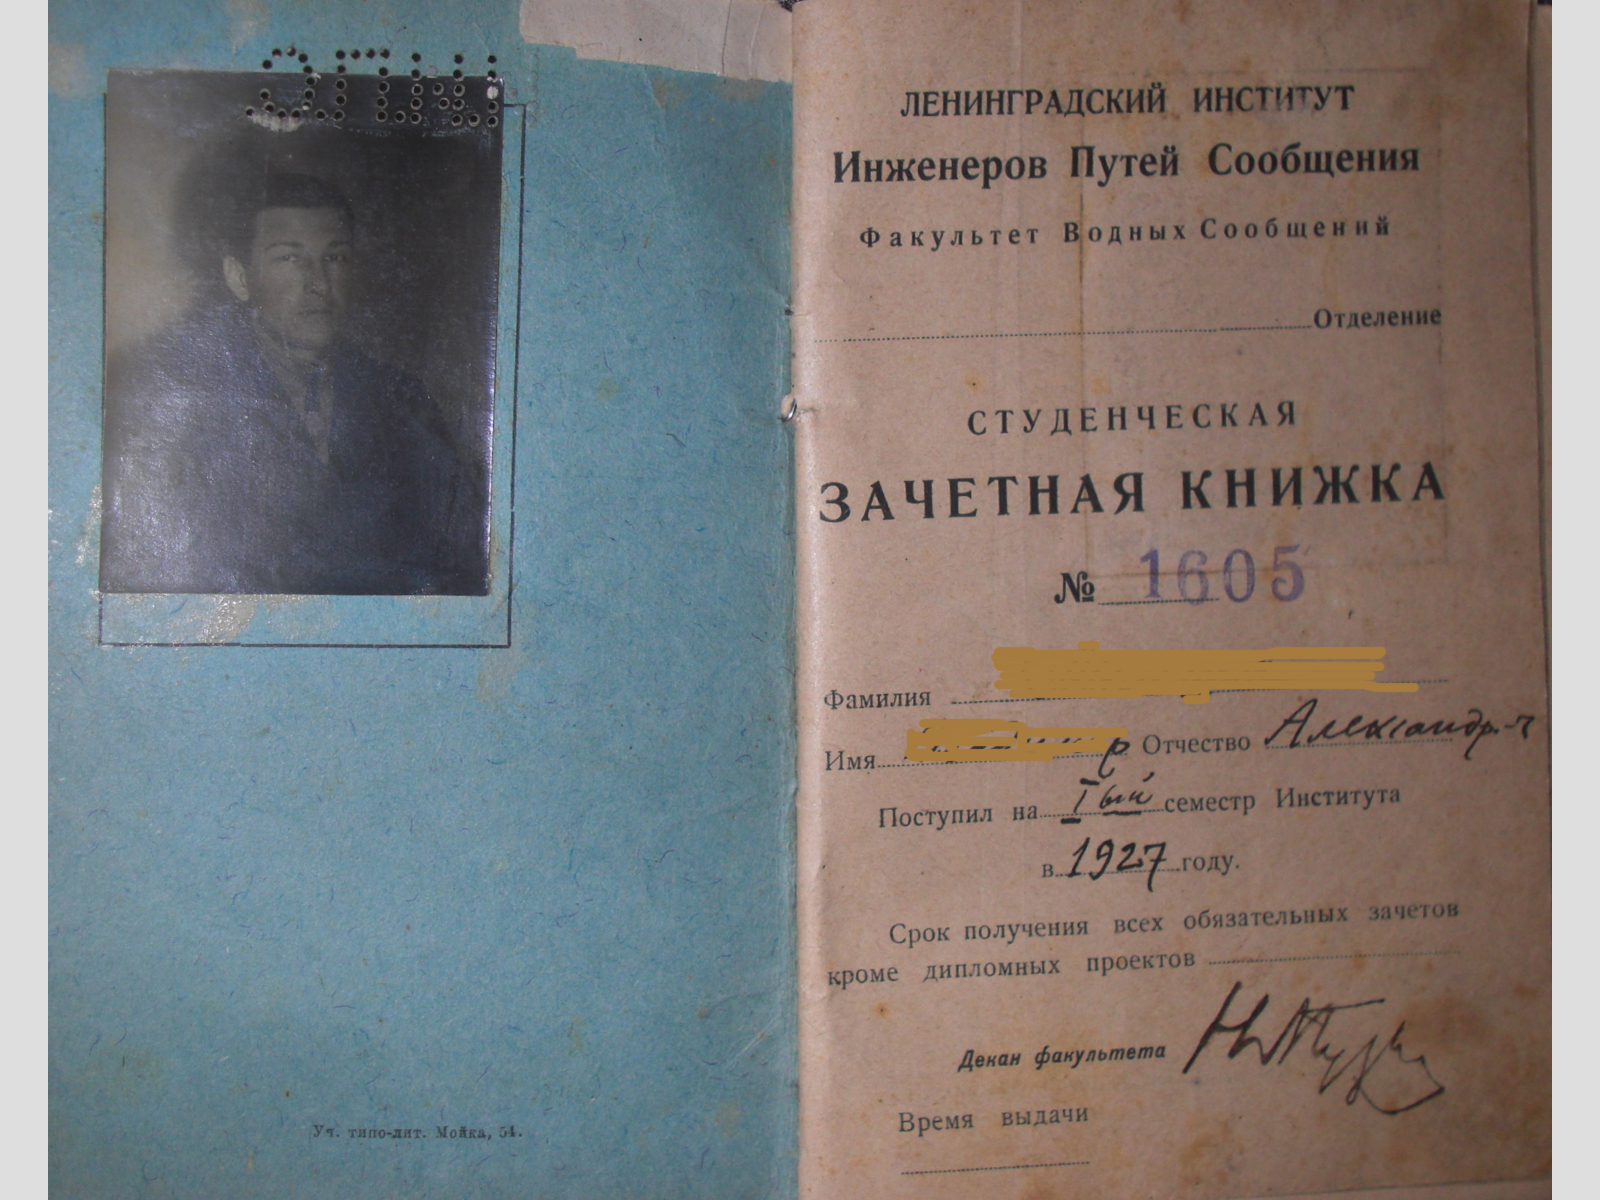 Уч. типо-лит. Мойка, 54.
ЛЕНИНГРАДСКИЙ ИНСТИТУТ
Инженеров Путей Сообщения
Факультет Водных Сообщений
Отделение
СТУДЕНЧЕСКАЯ
ЗАЧЕТНАЯ КНИЖКА
№ 1605
Фамилия
Имя Отчество Александр.-ч
Поступил на I ый семестр Института
в 1927 году.
Срок получения всех обязательных зачетов
кроме дипломных проектов
Декан факультета
Время выдачи